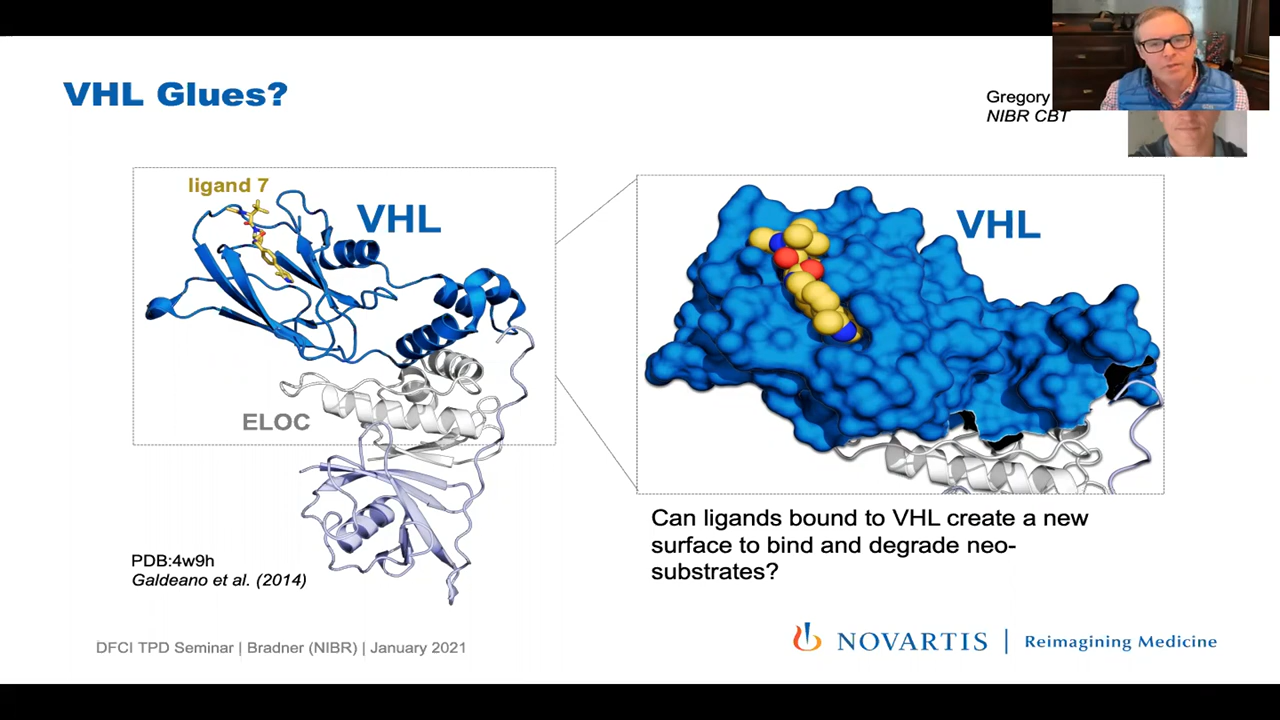 VHL Glues?
Gregory
NIBR CBT
ligand 7
VHL
ELOC
PDB:4w9h
Galdeano et al. (2014)
VHL
Can ligands bound to VHL create a new
surface to bind and degrade neo-
substrates?
DFCI TPD Seminar | Bradner (NIBR) | January 2021
NOVARTIS | Reimagining Medicine